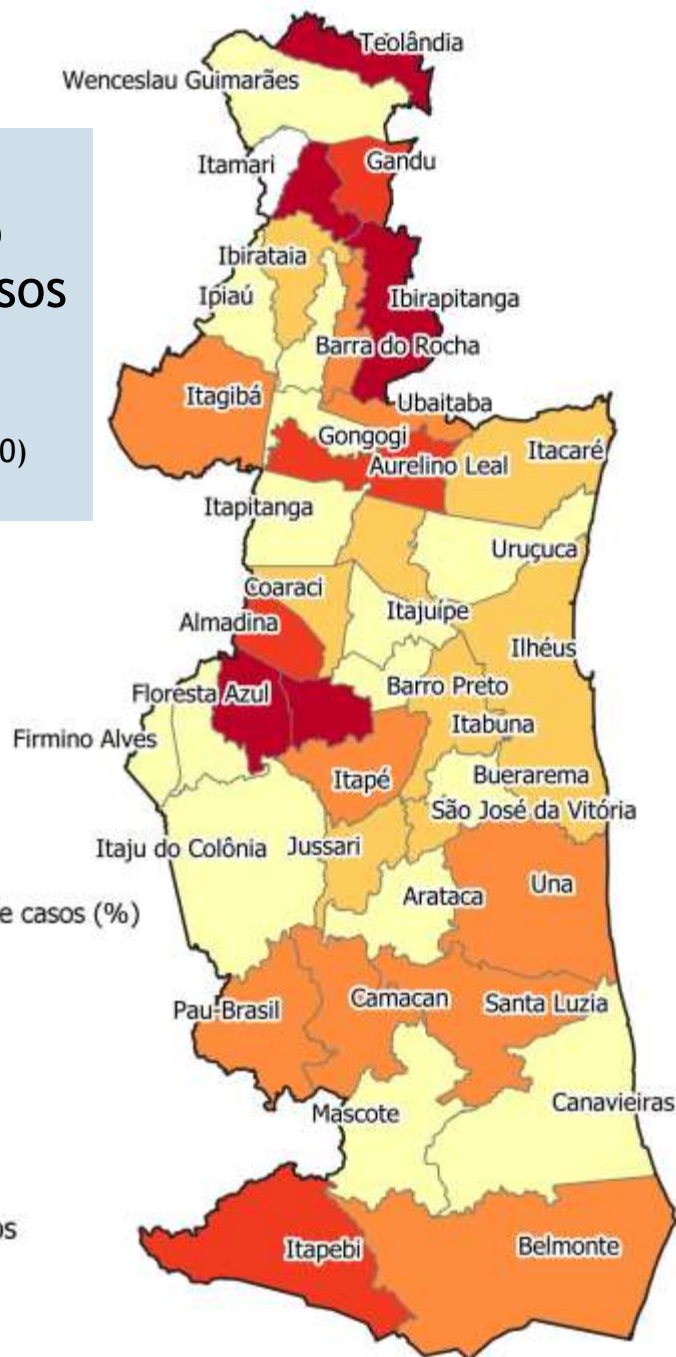 Teolândia
Wenceslau Guimarães
Itamari
Gandu
sos
Ibirataia
Ipiaú
Ibirapitanga
Barra do Rocha
Itagibá
Ubaitaba
0)
Gongogi
Itacaré
Aurelino Leal
Itapitanga
Uruçuca
Coaraci
Itajuípe
Almadina
Ilhéus
Floresta Azul
Barro Preto
Firmino Alves
Itabuna
Itapé
Buerarema
São José da Vitória
Itaju do Colônia
Jussari
Arataca
Una
e casos (%)
Pau-Brasil
Camacan
Santa Luzia
Mascote
Canavieiras
Itapebi
Belmonte